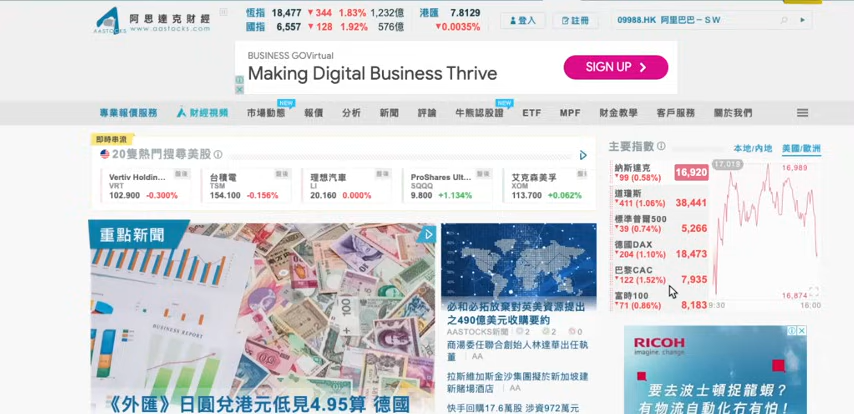 阿思達克財經
www.aastocks.com
AASTOCKS
恆指 18,477 ▼344 1.83% 1,232億
國指 6,557 ▼128 1.92% 576億
港匯 7.8129
▼0.0035%
登入
註冊
09988.HK 阿里巴巴－SW
BUSINESS GOVirtual
Making Digital Business Thrive
SIGN UP
專業報價服務 財經視頻 市場動態 NEW 報價 分析 新聞 評論 牛熊認股證 NEW ETF MPF 財金教學 客戶服務 關於我們
即時串流
20隻熱門搜尋美股
Vertiv Holdin...
VRT
102.900 -0.300%
台積電
TSM
154.100 -0.156%
理想汽車
LI
20.160 0.000%
ProShares Ult...
SQQQ
9.800 +1.134%
艾克森美孚
XOM
113.700 +0.062%
主要指數
本地/內地 美國/歐洲
納斯達克
▼99 (0.58%) 16,920
道瓊斯
▼411 (1.06%) 38,441
標準普爾500
▼39 (0.74%) 5,266
德國DAX
▼204 (1.10%) 18,473
巴黎CAC
▼122 (1.52%) 7,935
富時100
▼71 (0.86%) 8,183
17,019
16,989
16,874
9:30 16:00
重點新聞
BUSINESS REPORT
100
《外匯》日圓兌港元低見4.95算 德國
必和必拓放棄對英美資源提出
之490億美元收購要約
AASTOCKS新聞 2 2 0
商湯委任聯合創始人林達華出任執
董 AA
拉斯維加斯金沙集團擬於新加坡建
新賭場酒店 AA
快手回購17.6萬股 涉資972萬元
RICOH
imagine. change.
要去波士頓捉龍蝦?
有物流自動化冇有怕!